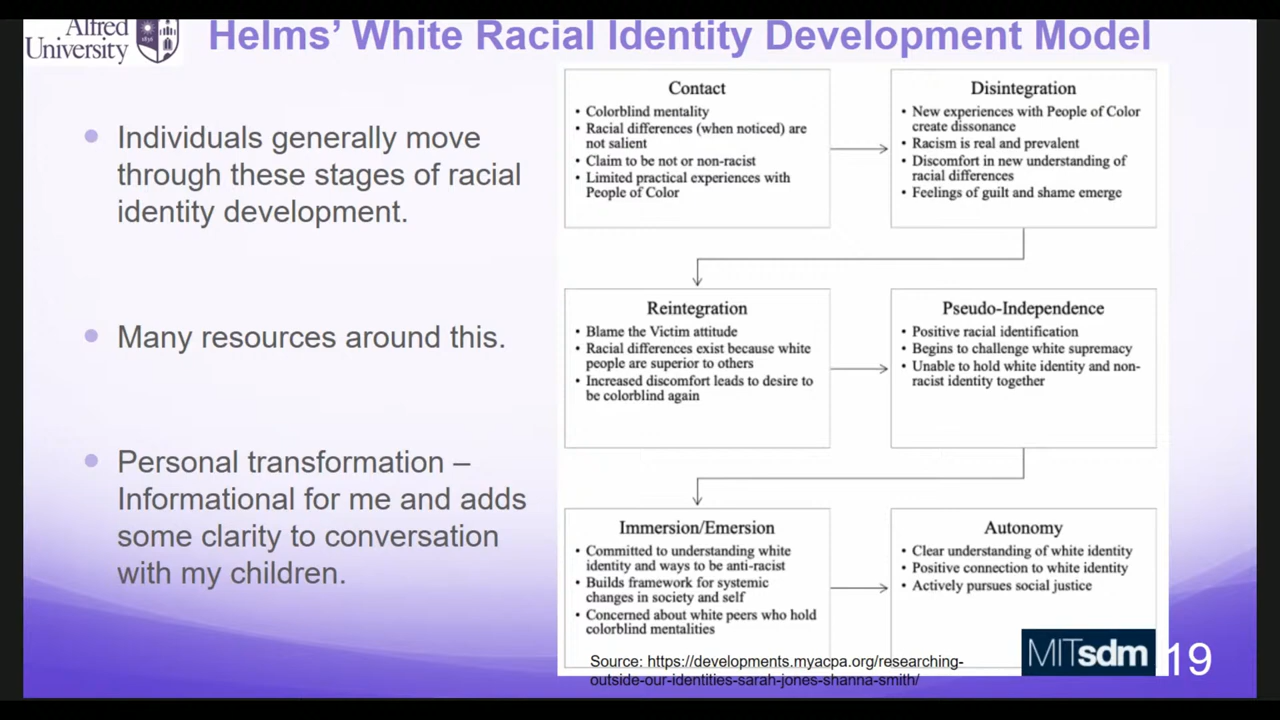 Alfred
University
Helms’ White Racial Identity Development Model
• Individuals generally move
through these stages of racial
identity development.
• Many resources around this.
• Personal transformation –
Informational for me and adds
some clarity to conversation
with my children.
Contact
• Colorblind mentality
• Racial differences (when noticed) are
not salient
• Claim to be not or non-racist
• Limited practical experiences with
People of Color
Disintegration
• New experiences with People of Color
create dissonance
• Racism is real and prevalent
• Discomfort in new understanding of
racial differences
• Feelings of guilt and shame emerge
Reintegration
• Blame the Victim attitude
• Racial differences exist because white
people are superior to others
• Increased discomfort leads to desire to
be colorblind again
Pseudo-Independence
• Positive racial identification
• Begins to challenge white supremacy
• Unable to hold white identity and non-
racist identity together
Immersion/Emersion
• Committed to understanding white
identity and ways to be anti-racist
• Builds framework for systemic
changes in society and self
• Concerned about white peers who hold
colorblind mentalities
Autonomy
• Clear understanding of white identity
• Positive connection to white identity
• Actively pursues social justice
Source: https://developments.myacpa.org/researching-
outside-our-identities-sarah-jones-shanna-smith/
MITsdm
19